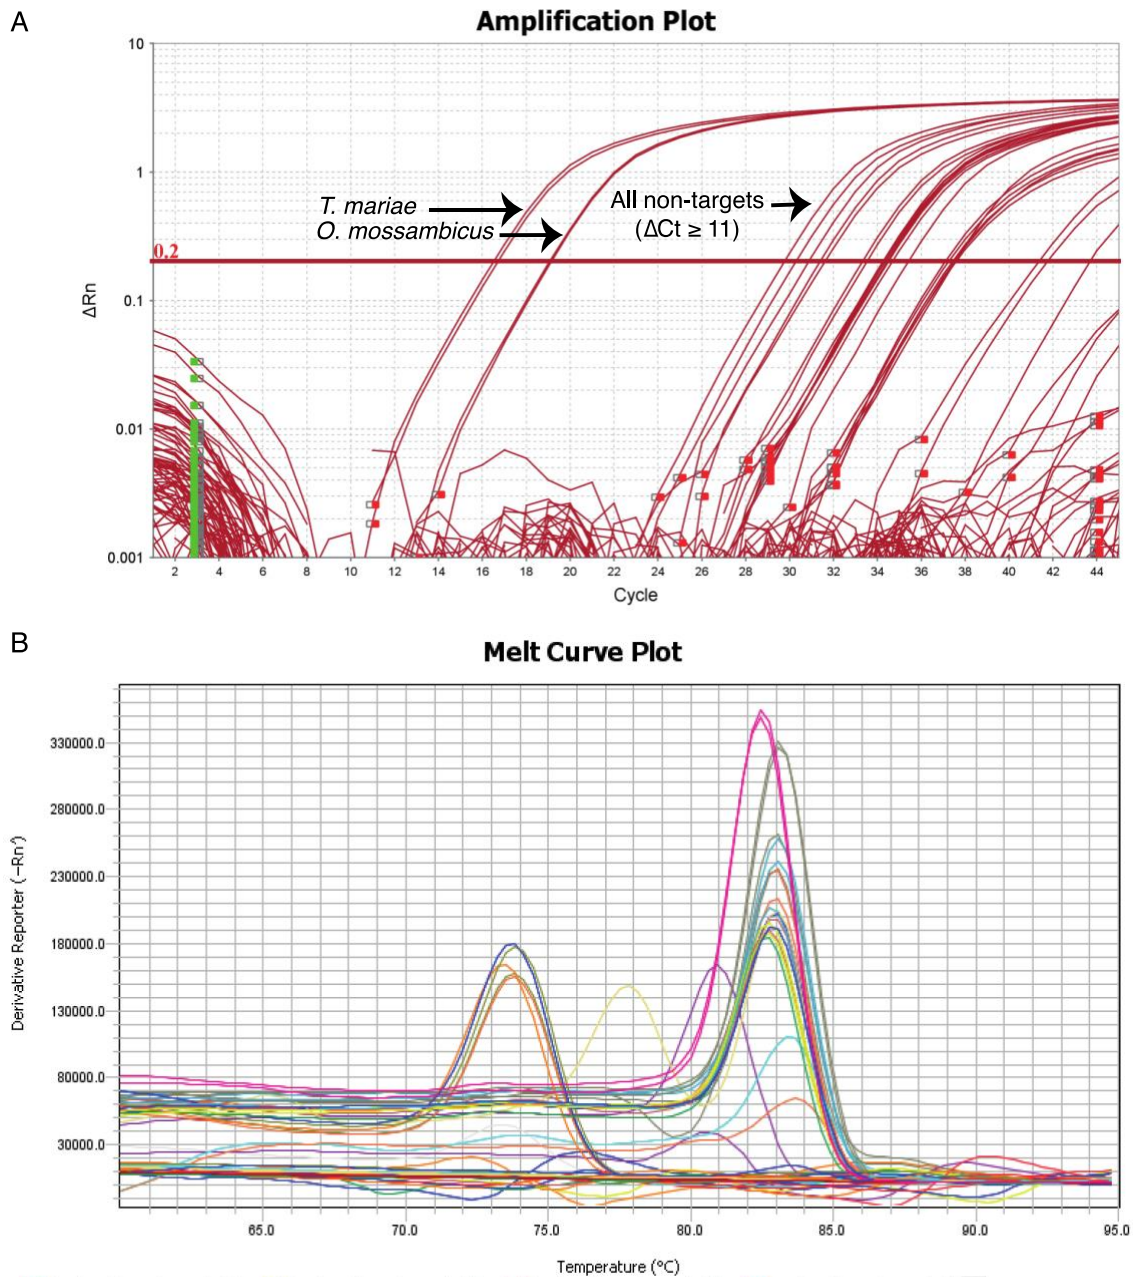 A
Amplification Plot
10
1
0.1
0.01
0.001
ΔRn
T. mariae
O. mossambicus
All non-targets
(ΔCt ≥ 11)
0.2
2 4 6 8 10 12 14 16 18 20 22 24 26 28 30 32 34 36 38 40 42 44
Cycle
B
Melt Curve Plot
330000.0
280000.0
230000.0
180000.0
130000.0
80000.0
30000.0
Derivative Reporter (−Rn')
65.0 70.0 75.0 80.0 85.0 90.0 95.0
Temperature (°C)